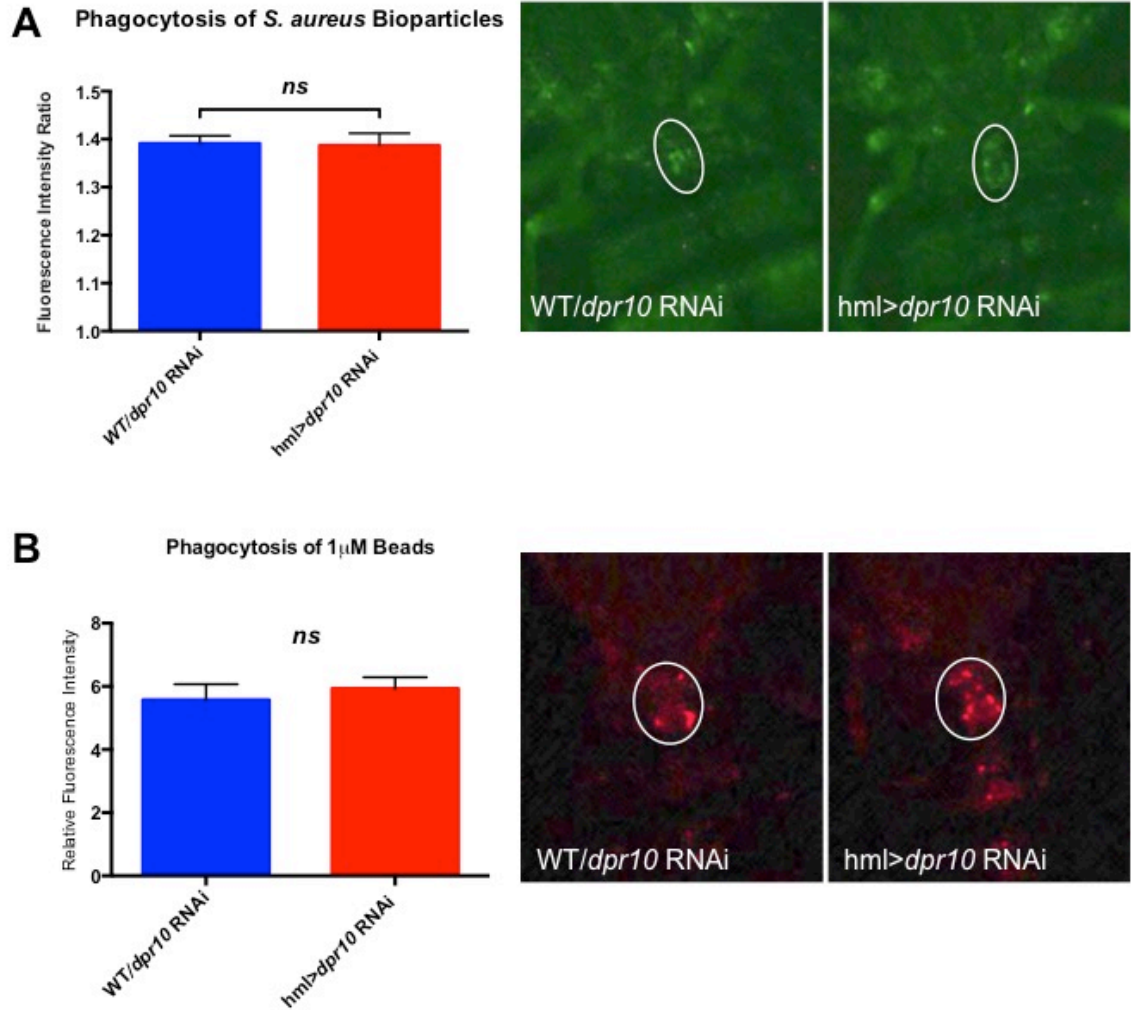 A
Phagocytosis of S. aureus Bioparticles
ns
Fluorescence Intensity Ratio
1.5
1.4
1.3
1.2
1.1
1.0
WT/dpr10 RNAi
hml>dpr10 RNAi
WT/dpr10 RNAi
hml>dpr10 RNAi
B
Phagocytosis of 1μM Beads
ns
Relative Fluorescence Intensity
8
6
4
2
0
WT/dpr10 RNAi
hml>dpr10 RNAi
WT/dpr10 RNAi
hml>dpr10 RNAi